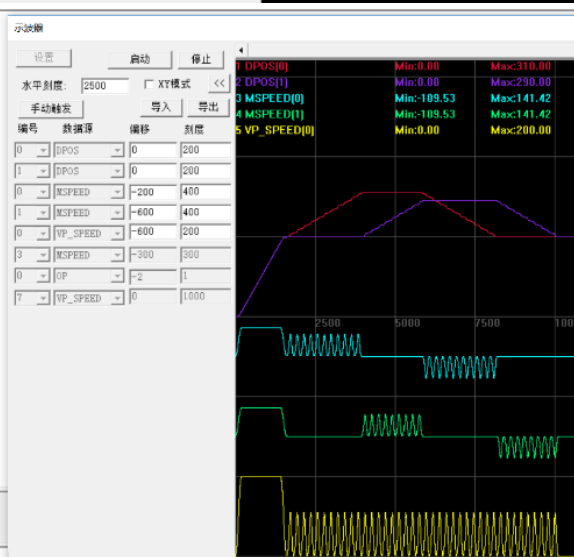 示波器
设置 启动 停止
水平刻度: 2500 XY模式 <<
手动触发 导入 导出
编号 数据源 偏移 刻度
0 DPOS 0 200
1 DPOS 0 200
0 MSPEED -200 400
1 MSPEED -600 400
0 VP_SPEED -600 200
3 MSPEED -300 300
0 OP -2 1
7 VP_SPEED 0 1000
1 DPOS(0) Min:0.00 Max:310.00
2 DPOS(1) Min:0.00 Max:290.00
3 MSPEED(0) Min:-109.53 Max:141.42
4 MSPEED(1) Min:-109.53 Max:141.42
5 VP_SPEED(0) Min:0.00 Max:200.00
2500 5000 7500 100